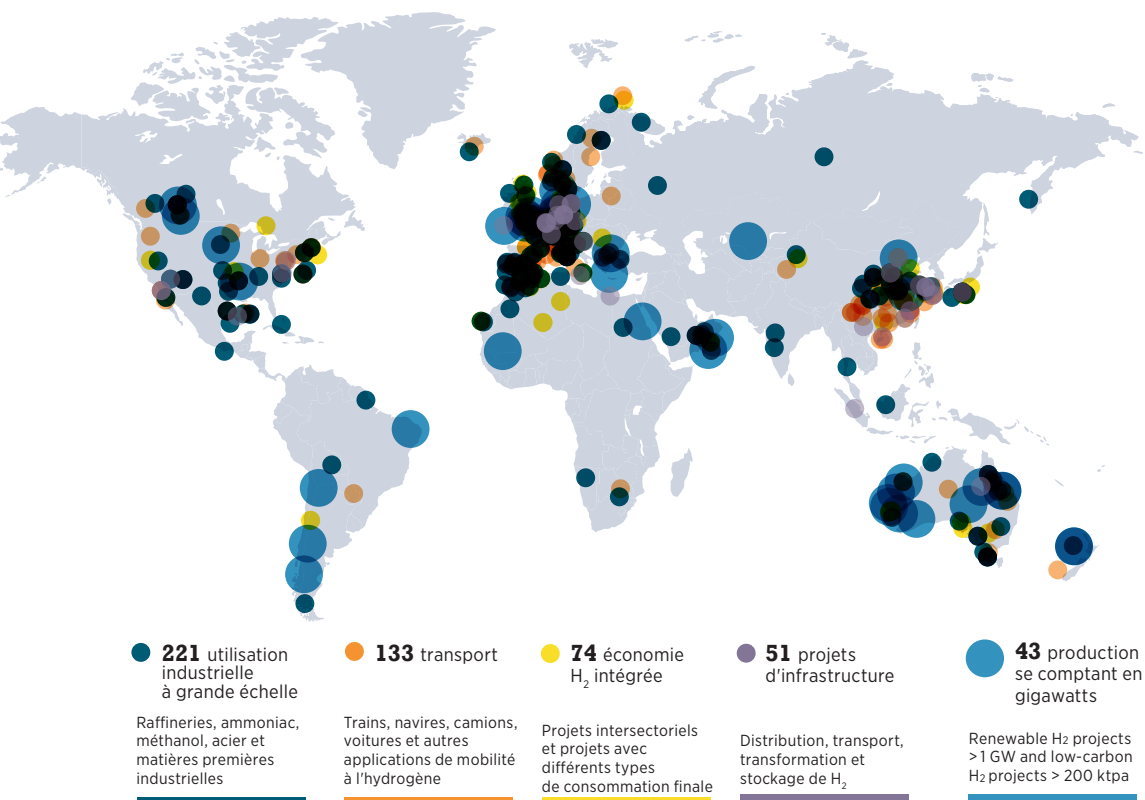 221 utilisation
industrielle
à grande échelle
Raffineries, ammoniac,
méthanol, acier et
matières premières
industrielles
133 transport
Trains, navires, camions,
voitures et autres
applications de mobilité
à l'hydrogène
74 économie
H2 intégrée
Projets intersectoriels
et projets avec
différents types
de consommation finale
51 projets
d'infrastructure
Distribution, transport,
transformation et
stockage de H2
43 production
se comptant en
gigawatts
Renewable H2 projects
>1 GW and low-carbon
H2 projects > 200 ktpa